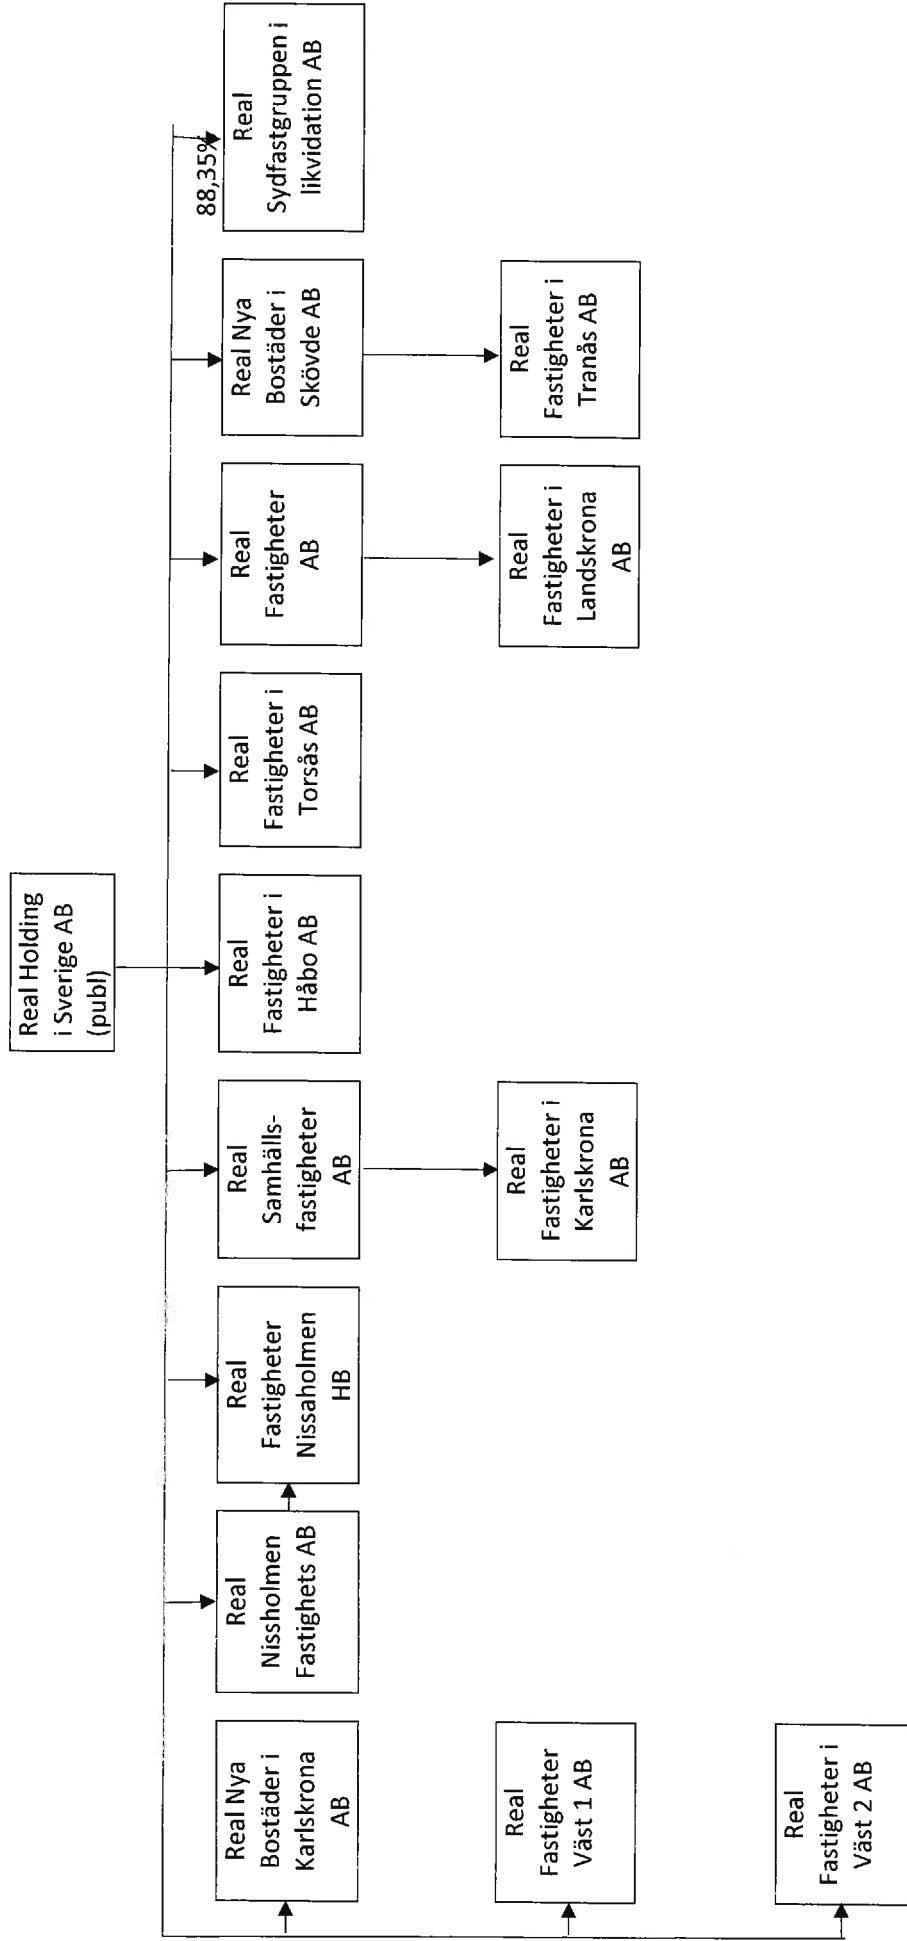 Real Holding
i Sverige AB
(publ)
Real Nya
Bostäder i
Karlskrona
AB
Real
Nissholmen
Fastighets AB
Real
Fastigheter
Nissaholmen
HB
Real
Samhälls-
fastigheter
AB
Real
Fastigheter i
Håbo AB
Real
Fastigheter i
Torsås AB
Real
Fastigheter
AB
Real Nya
Bostäder i
Skövde AB
88,35%
Real
Sydfastgruppen i
likvidation AB
Real
Fastigheter
Väst 1 AB
Real
Fastigheter i
Karlskrona
AB
Real
Fastigheter i
Landskrona
AB
Real
Fastigheter i
Tranås AB
Real
Fastigheter i
Väst 2 AB